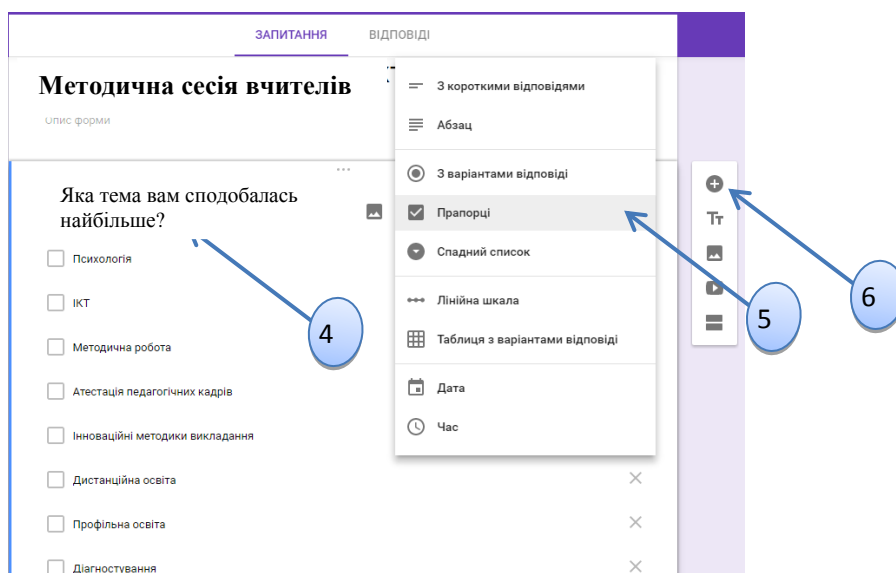 ЗАПИТАННЯ ВІДПОВІДІ
Методична сесія вчителів
Опис форми
З короткими відповідями
Абзац
З варіантами відповіді
Прапорці
Спадний список
Лінійна шкала
Таблиця з варіантами відповіді
Дата
Час
Яка тема вам сподобалась
найбільше?
Психологія
ІКТ
Методична робота
Атестація педагогічних кадрів
Інноваційні методики викладання
Дистанційна освіта
Профільна освіта
Діагностування
Тт
4
5
6